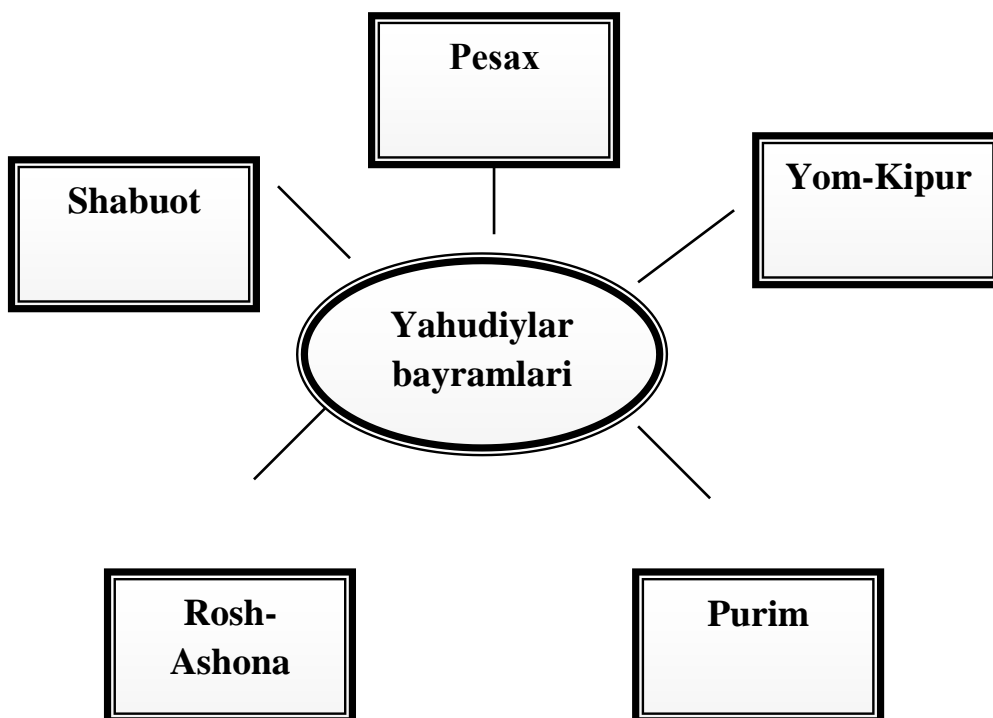 Pesax
Shabuot
Yom-Kipur
Yahudiylar
bayramlari
Rosh-
Ashona
Purim